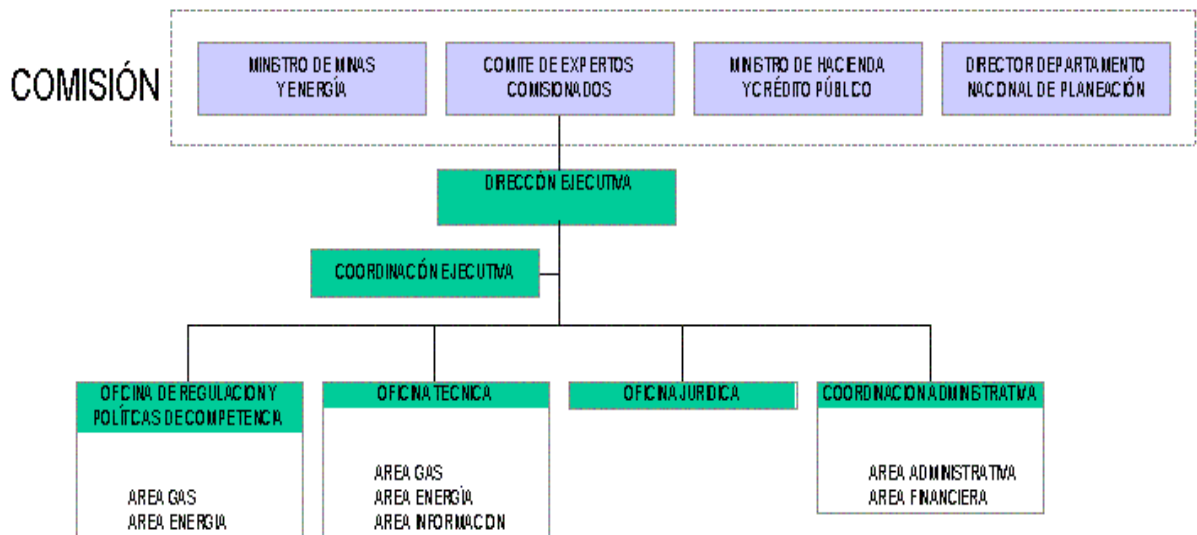 COMISIÓN
MINISTRO DE MINAS
Y ENERGÍA
COMITE DE EXPERTOS
COMISIONADOS
MINISTRO DE HACIENDA
Y CRÉDITO PÚBLICO
DIRECTOR DEPARTAMENTO
NACIONAL DE PLANEACIÓN
DIRECCIÓN EJECUTIVA
COORDINACIÓN EJECUTIVA
OFICINA DE REGULACION Y
POLÍTICAS DE COMPETENCIA
AREA GAS
AREA ENERGIA
OFICINA TECNICA
AREA GAS
AREA ENERGÍA
AREA INFORMACION
OFICINA JURIDICA
COORDINACION ADMINISTRATIVA
AREA ADMINISTRATIVA
AREA FINANCIERA